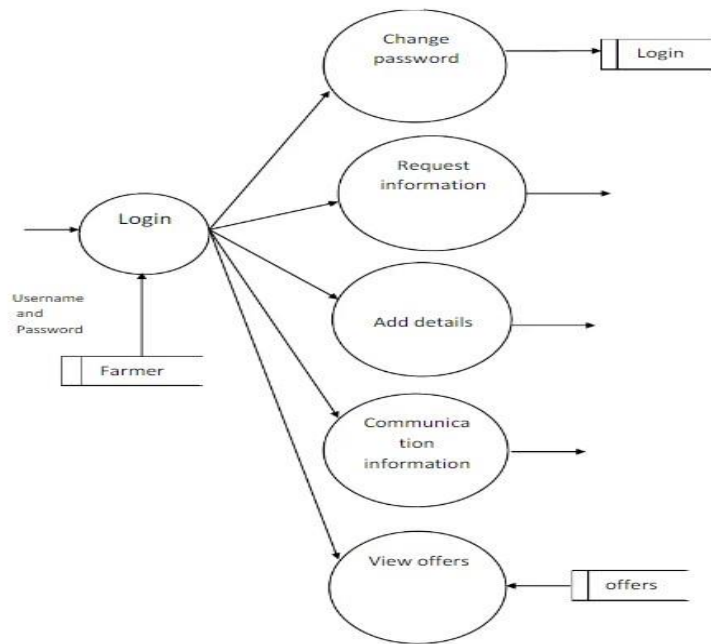 Change
password
Login
Request
information
Login
Username
and
Password
Add details
Farmer
Communica
tion
information
View offers
offers